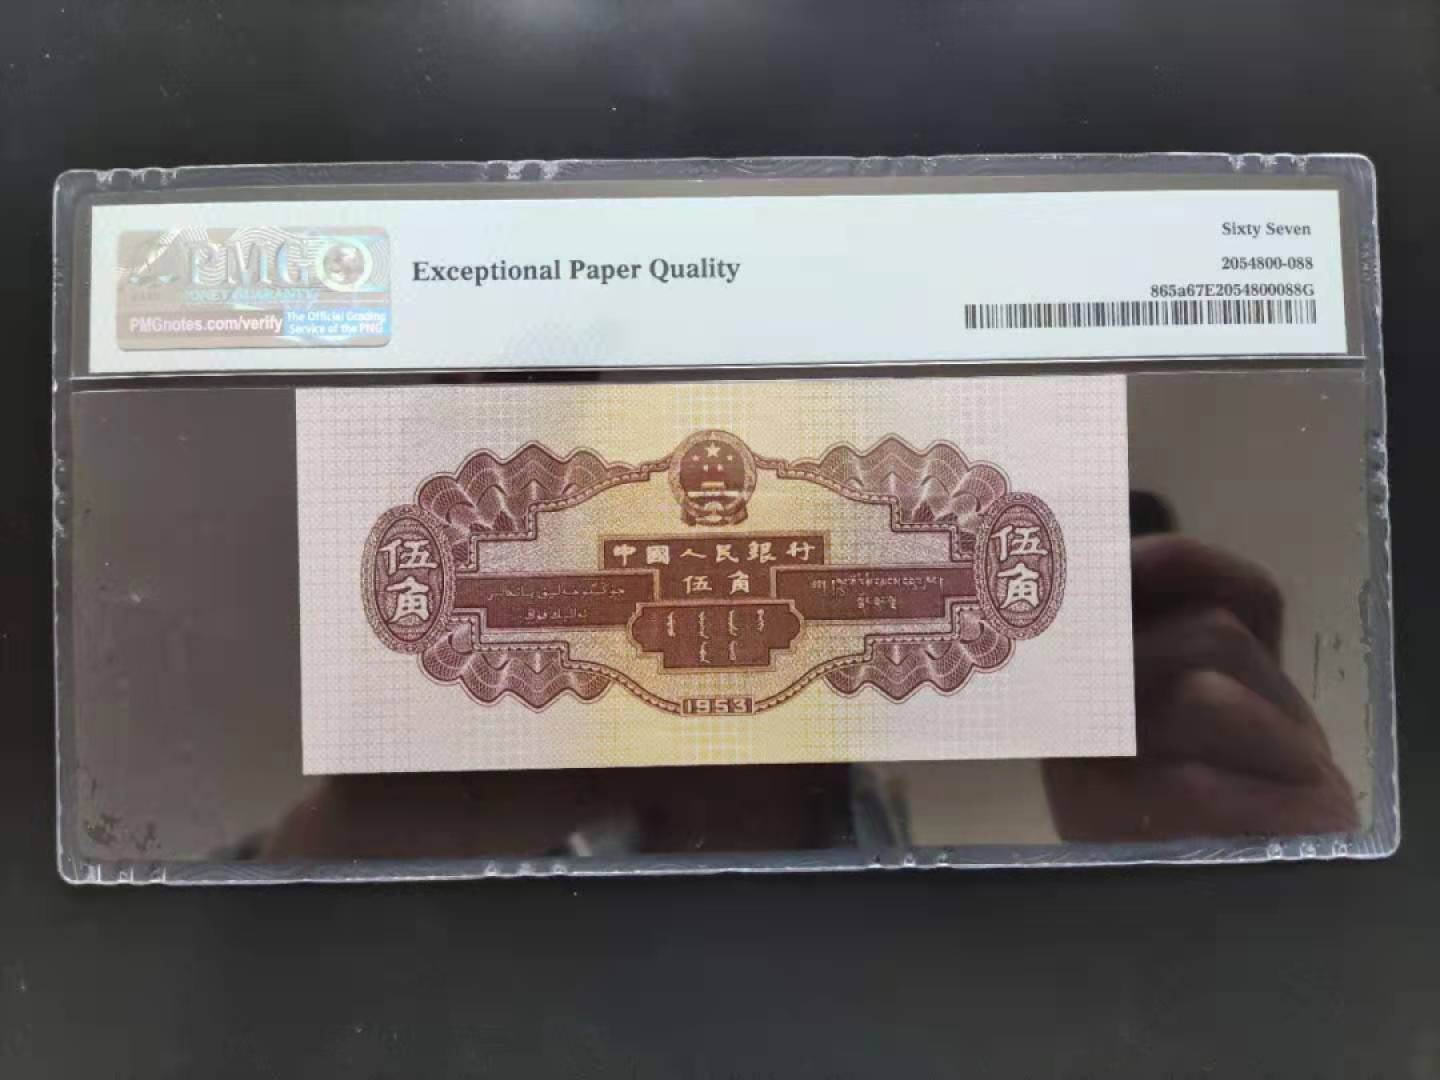 PMG
PMGnotes.com/verify
The Official Grading
Service of the PNG
Exceptional Paper Quality
Sixty Seven
2054800-088
865a67E2054800088G
中國人民銀行
伍角
伍角
伍角
1953